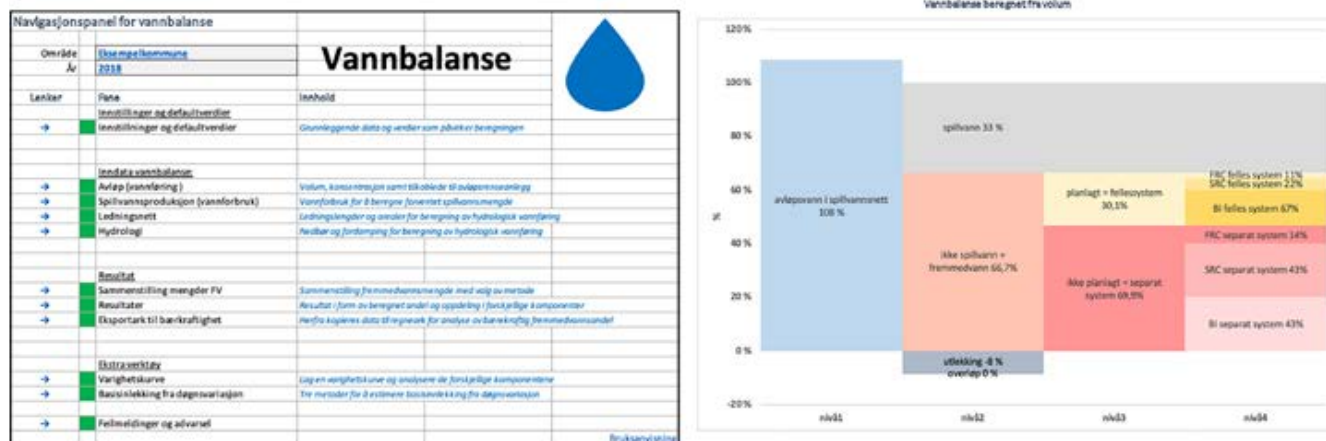 Navigasjonspanel for vannbalanse
Område Eksempelkommune
År 2018
Vannbalanse
Lenker Fane Innhold
Innstillinger og defaultverdier
→ Innstillninger og defaultverdier Grunnleggende data og verdier som påvirker beregningen
Inndata vannbalanse:
→ Avløp (vannføring) Volum, konsentrasjon samt tilkoblede til avløpsrenseanlegg
→ Spillvannsproduksjon (vannforbruk) Vannforbruk for å beregne forventet spillvannsmengde
→ Ledningsnett Ledningslengder og arealer for beregning av hydrologisk vannføring
→ Hydrologi Nedbør og fordamping for beregning av hydrologisk vannføring
Resultat
→ Sammenstilling mengder FV Sammenstilling fremmedvannsmengde med valg av metode
→ Resultater Resultat i form av beregnet andel og oppdeling i forskjellige komponenter
→ Eksportark til bærkraftighet Herfra kopieres data til regneark for analyse av bærekraftig fremmedvannsandel
Ekstra verktøy
→ Varighetskurve Lag en varighetskurve og analysere de forskjellige komponentene
→ Basisinlekking fra døgnvariasjon Tre metoder for å estimere basisinnlekking fra døgnvariasjon
→ Feilmeldinger og advarsel
Bruksanvisning
Vannbalanse beregnet fra volum
120 %
100 %
80 %
60 %
40 %
20 %
0 %
-20 %
%
avløpsvann i spillvannsnett
108 %
spillvann 33 %
ikke spillvann =
fremmedvann 66,7%
utlekking -8 %
overløp 0 %
planlagt = fellessystem
30,1%
ikke planlagt = separat
system 69,9%
FRC felles system 11%
SRC felles system 22%
BI felles system 67%
FRC separat system 14%
SRC separat system 43%
BI separat system 43%
nivå1 nivå2 nivå3 nivå4